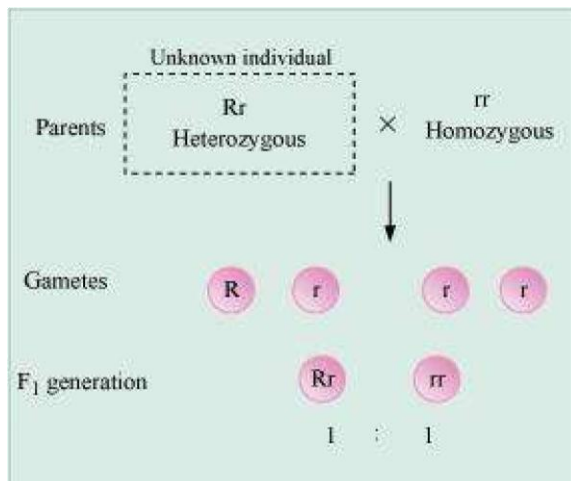 Unknown individual
Rr
Heterozygous
Parents
×
rr
Homozygous
Gametes
R r r r
F₁ generation
Rr rr
1 : 1